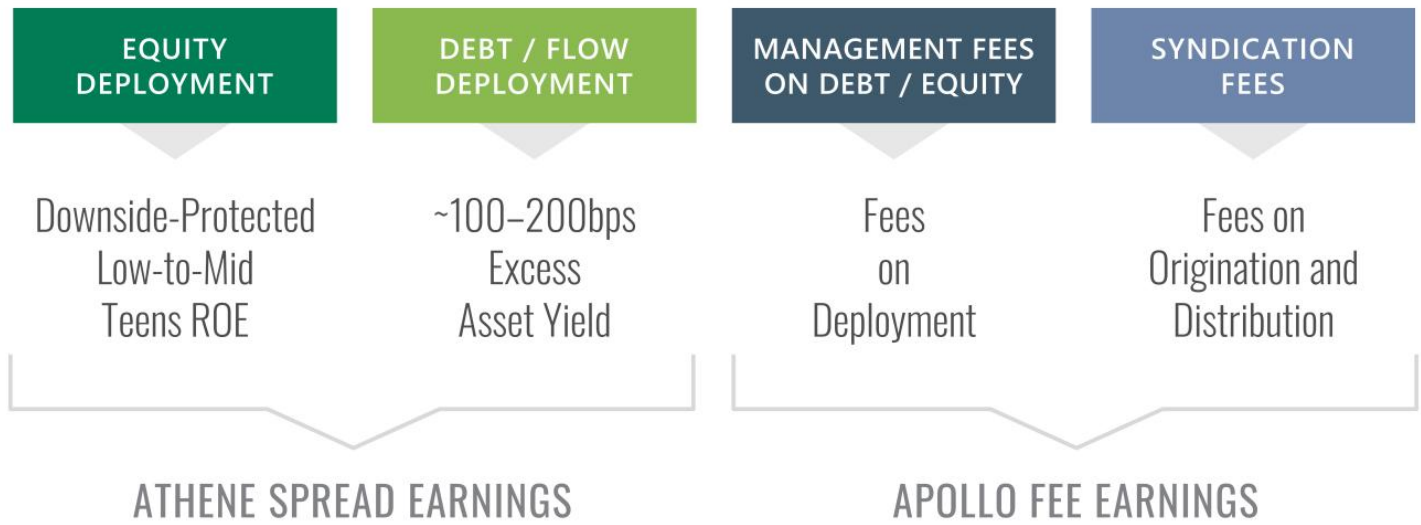 EQUITY
DEPLOYMENT
Downside-Protected
Low-to-Mid
Teens ROE
DEBT / FLOW
DEPLOYMENT
~100–200bps
Excess
Asset Yield
MANAGEMENT FEES
ON DEBT / EQUITY
Fees
on
Deployment
SYNDICATION
FEES
Fees on
Origination and
Distribution
ATHENE SPREAD EARNINGS
APOLLO FEE EARNINGS